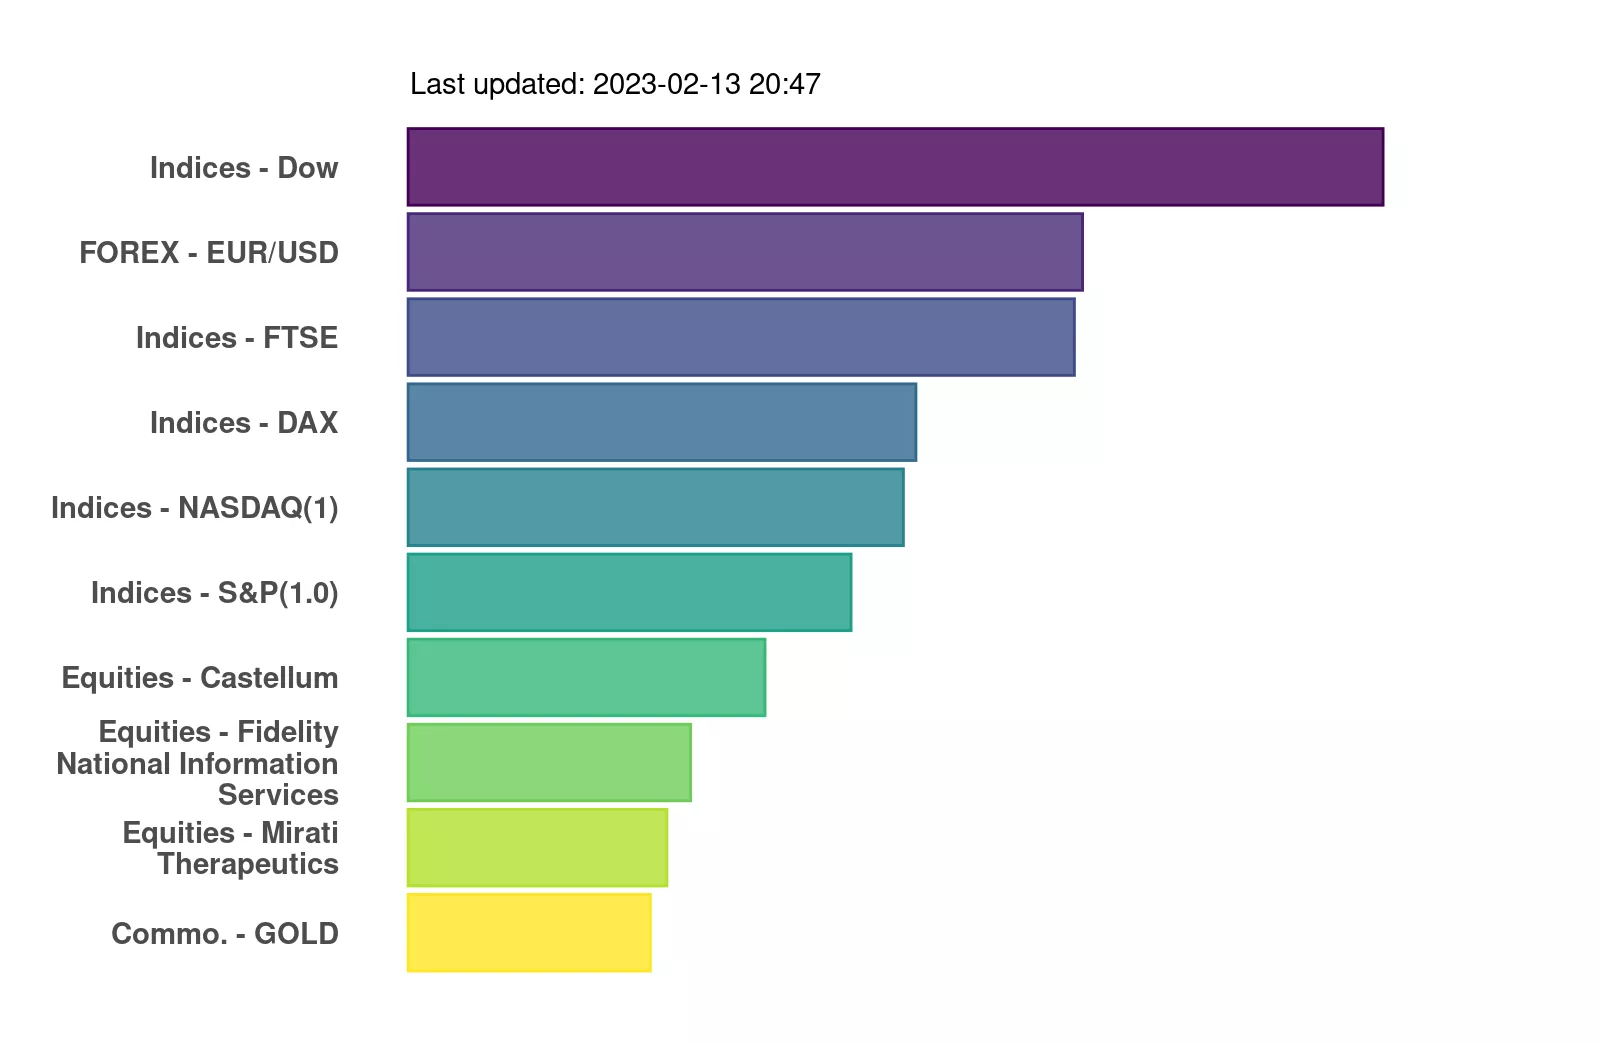 Last updated: 2023-02-13 20:47
Indices - Dow
FOREX - EUR/USD
Indices - FTSE
Indices - DAX
Indices - NASDAQ(1)
Indices - S&P(1.0)
Equities - Castellum
Equities - Fidelity
National Information
Services
Equities - Mirati
Therapeutics
Commo. - GOLD